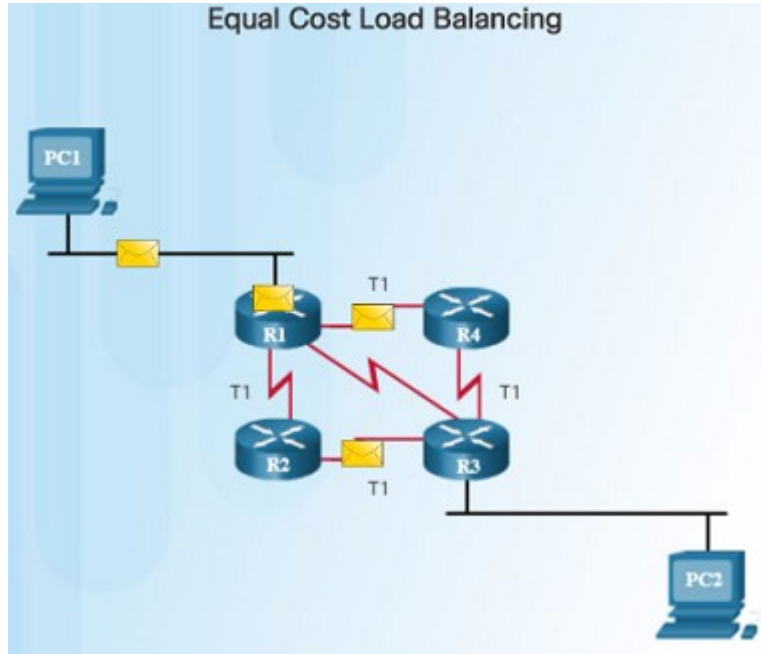 Equal Cost Load Balancing
PC1
T1
R1
R4
T1
T1
R2
R3
T1
PC2